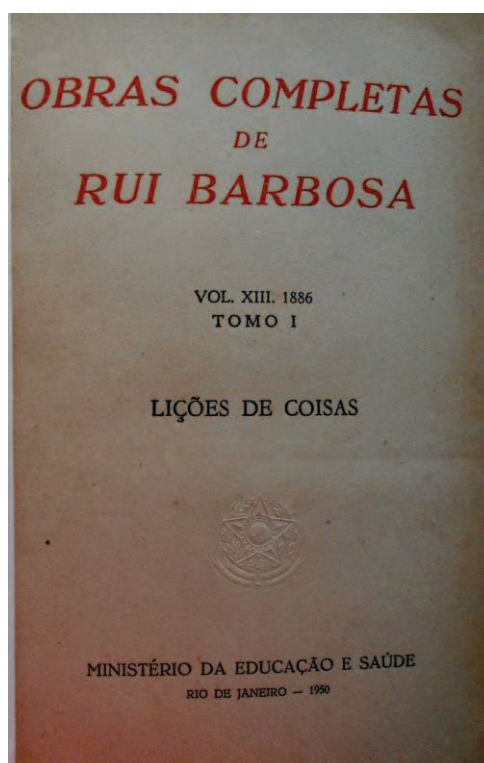 OBRAS COMPLETAS
DE
RUI BARBOSA
VOL. XIII. 1886
TOMO I
LIÇÕES DE COISAS
MINISTÉRIO DA EDUCAÇÃO E SAÚDE
RIO DE JANEIRO — 1950